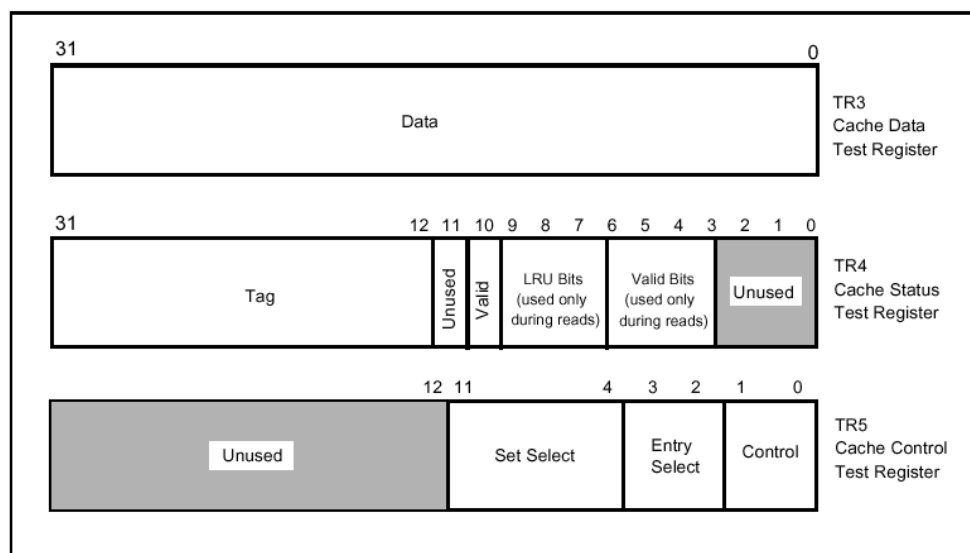 31 0
Data
TR3
Cache Data
Test Register
31 12 11 10 9 8 7 6 5 4 3 2 1 0
Tag
Unused
Valid
LRU Bits
(used only
during reads)
Valid Bits
(used only
during reads)
Unused
TR4
Cache Status
Test Register
12 11 4 3 2 1 0
Unused
Set Select
Entry
Select
Control
TR5
Cache Control
Test Register